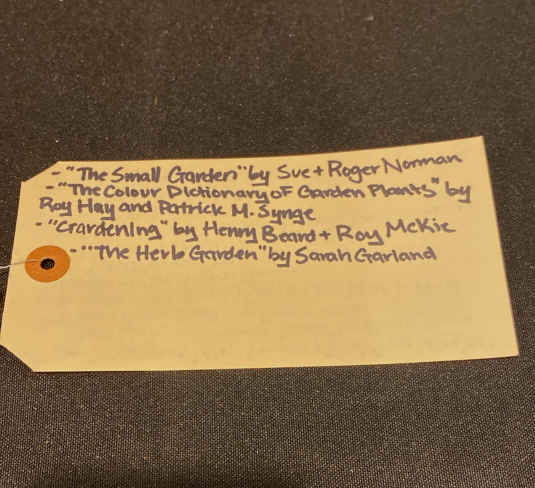 - "The Small Garden" by Sue + Roger Norman
- "The Colour Dictionary of Garden Plants" by
Roy Hay and Patrick M. Synge
- "Gardening" by Henry Beard + Roy McKie
- "The Herb Garden" by Sarah Garland